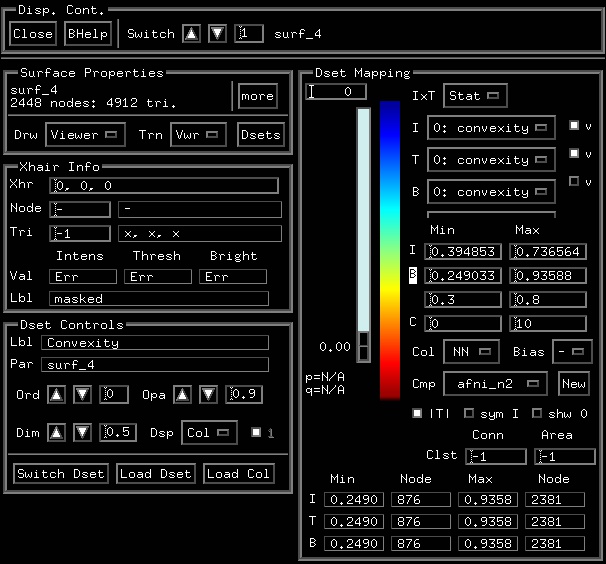 Disp. Cont.
Close BHelp Switch 1 surf_4
Surface Properties
surf_4
2448 nodes: 4912 tri.
more
Drw Viewer Trn Vwr Dsets
Xhair Info
Xhr 0, 0, 0
Node - -
Tri -1 x, x, x
Intens Thresh Bright
Val Err Err Err
Lbl masked
Dset Controls
Lbl Convexity
Par surf_4
Ord 0 Opa 0.9
Dim 0.5 Dsp Col 1
Switch Dset Load Dset Load Col
Dset Mapping
I 0
0.00
p=N/A
q=N/A
IxT Stat
I 0: convexity v
T 0: convexity v
B 0: convexity v
Min Max
I 0.394853 0.736564
B 0.249033 0.93588
0.3 0.8
C 0 10
Col NN Bias -
Cmp afni_n2 New
|T| sym I shw 0
Conn Area
Clst -1 -1
Min Node Max Node
I 0.2490 876 0.9358 2381
T 0.2490 876 0.9358 2381
B 0.2490 876 0.9358 2381